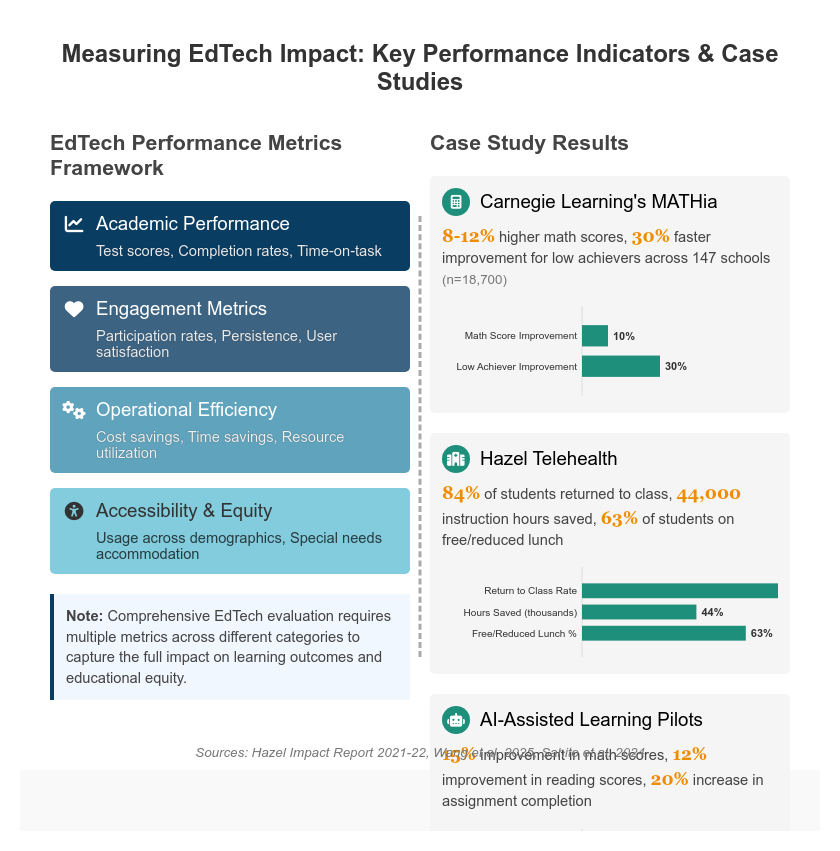 Measuring EdTech Impact: Key Performance Indicators & Case
Studies
EdTech Performance Metrics
Framework
Academic Performance
Test scores, Completion rates, Time-on-task
Engagement Metrics
Participation rates, Persistence, User
satisfaction
Operational Efficiency
Cost savings, Time savings, Resource
utilization
Accessibility & Equity
Usage across demographics, Special needs
accommodation
Note: Comprehensive EdTech evaluation requires
multiple metrics across different categories to
capture the full impact on learning outcomes and
educational equity.
Case Study Results
Carnegie Learning's MATHia
8-12% higher math scores, 30% faster
improvement for low achievers across 147 schools
(n=18,700)
Math Score Improvement 10%
Low Achiever Improvement 30%
Hazel Telehealth
84% of students returned to class, 44,000
instruction hours saved, 63% of students on
free/reduced lunch
Return to Class Rate
Hours Saved (thousands) 44%
Free/Reduced Lunch % 63%
AI-Assisted Learning Pilots
15% improvement in math scores, 12%
improvement in reading scores, 20% increase in
assignment completion
Sources: Hazel Impact Report 2021-22, et al. 2025, et al. 2024